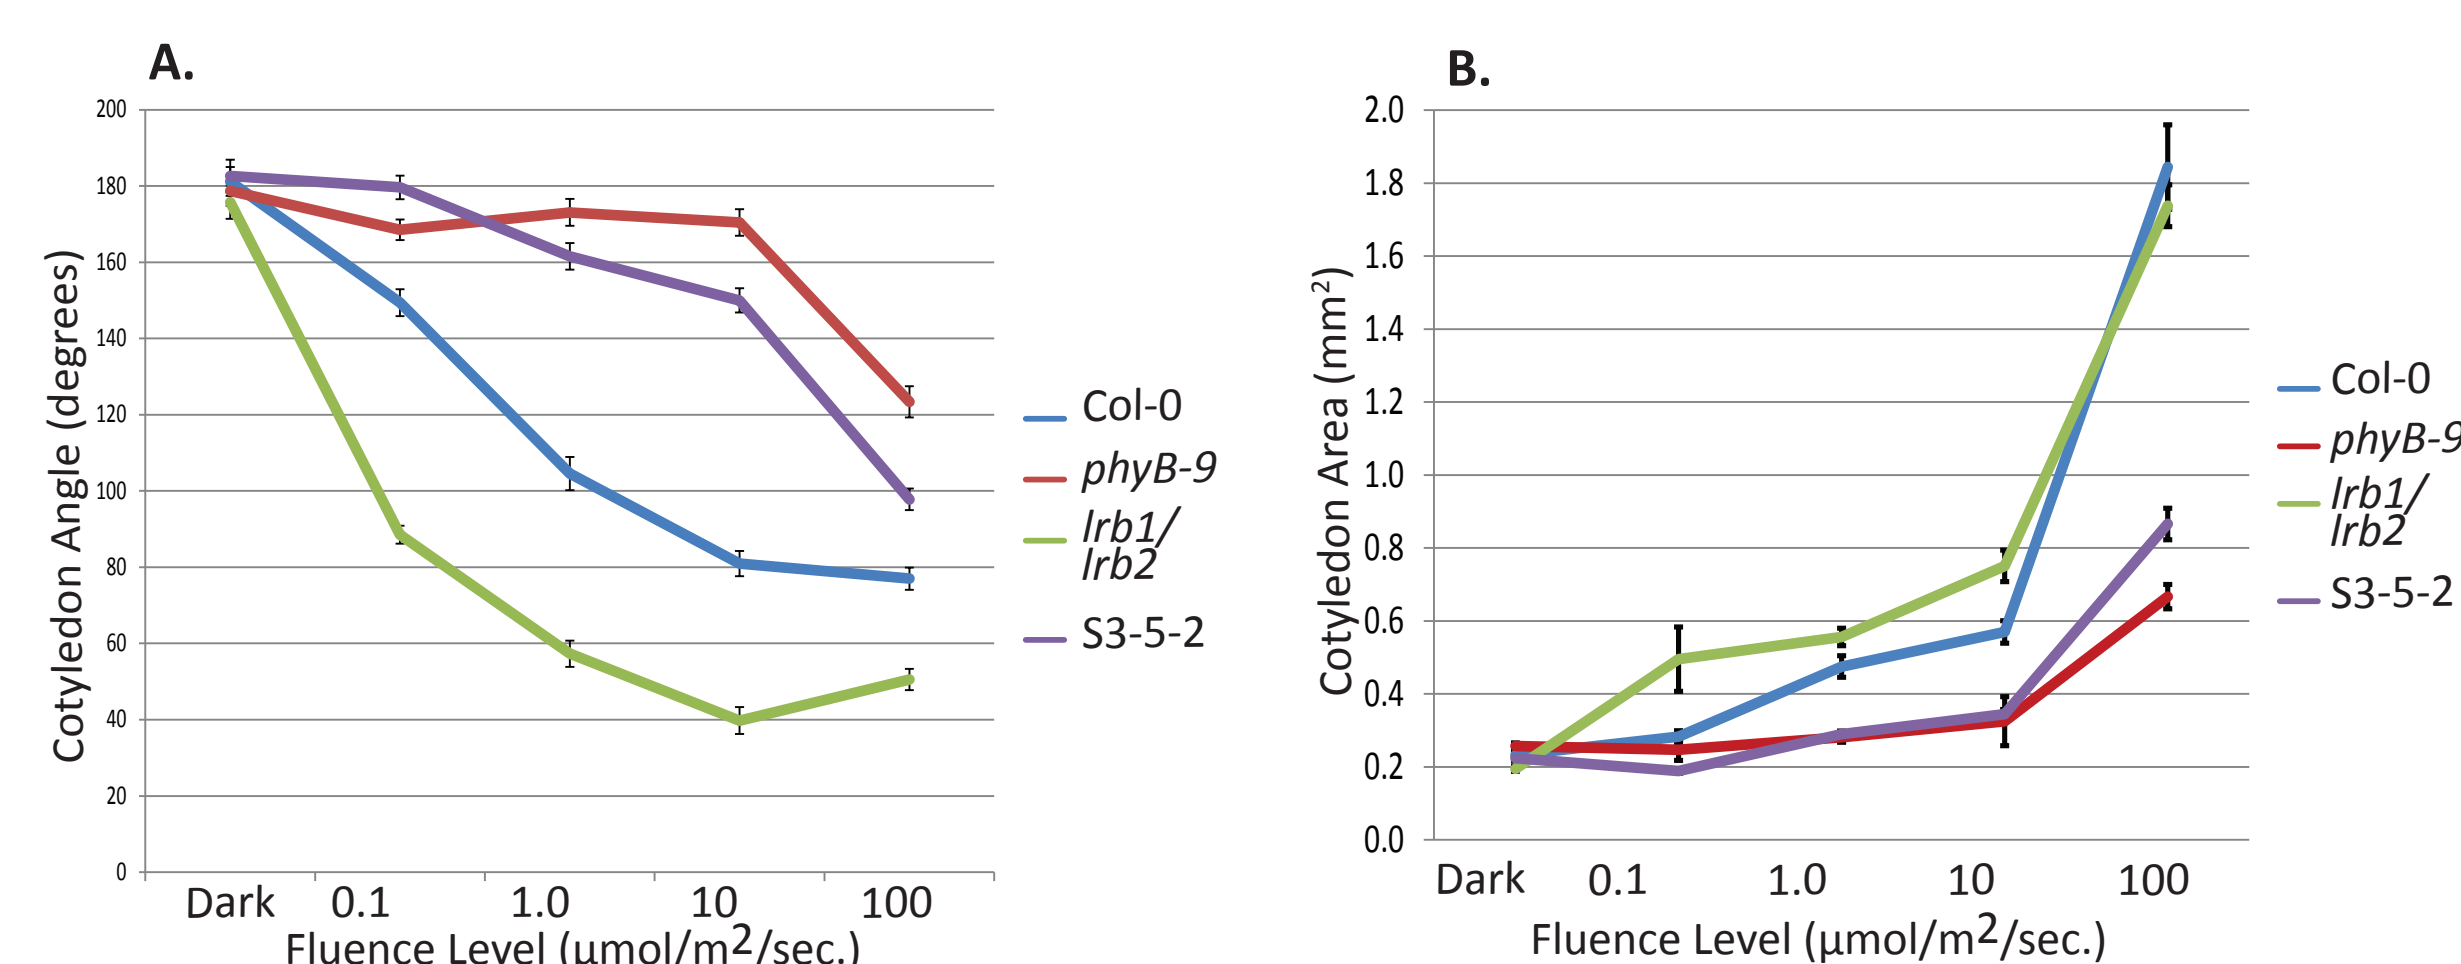 A.
200
180
160
140
120
100
80
60
40
20
0
Cotyledon Angle (degrees)
Dark 0.1 1.0 10 100
Fluence Level (µmol/m2/sec.)
Col-0
phyB-9
lrb1/
lrb2
S3-5-2
B.
2.0
1.8
1.6
1.4
1.2
1.0
0.8
0.6
0.4
0.2
0.0
Cotyledon Area (mm²)
Dark 0.1 1.0 10 100
Fluence Level (µmol/m2/sec.)
Col-0
phyB-9
lrb1/
lrb2
S3-5-2